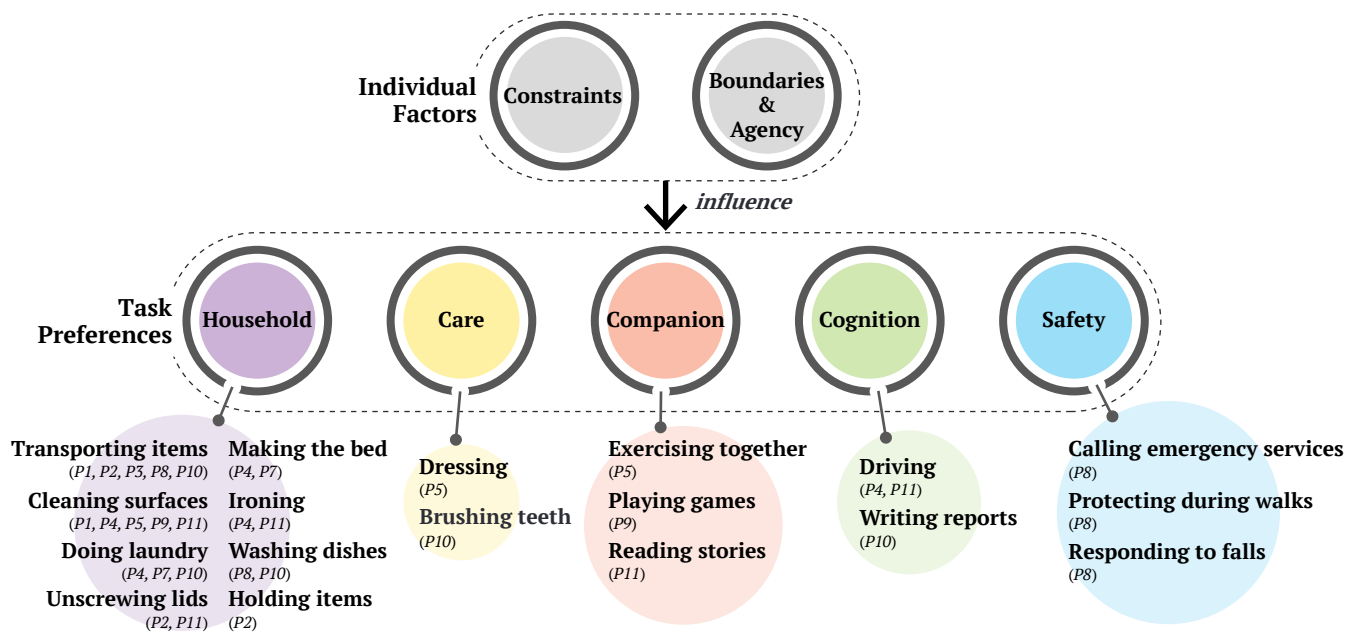 Individual
Factors
Constraints
Boundaries
&
Agency
influence
Task
Preferences
Household
Care
Companion
Cognition
Safety
Transporting items
(P1, P2, P3, P8, P10)
Cleaning surfaces
(P1, P4, P5, P9, P11)
Doing laundry
(P4, P7, P10)
Unscrewing lids
(P2, P11)
Making the bed
(P4, P7)
Ironing
(P4, P11)
Washing dishes
(P8, P10)
Holding items
(P2)
Dressing
(P5)
Brushing teeth
(P10)
Exercising together
(P5)
Playing games
(P9)
Reading stories
(P11)
Driving
(P4, P11)
Writing reports
(P10)
Calling emergency services
(P8)
Protecting during walks
(P8)
Responding to falls
(P8)